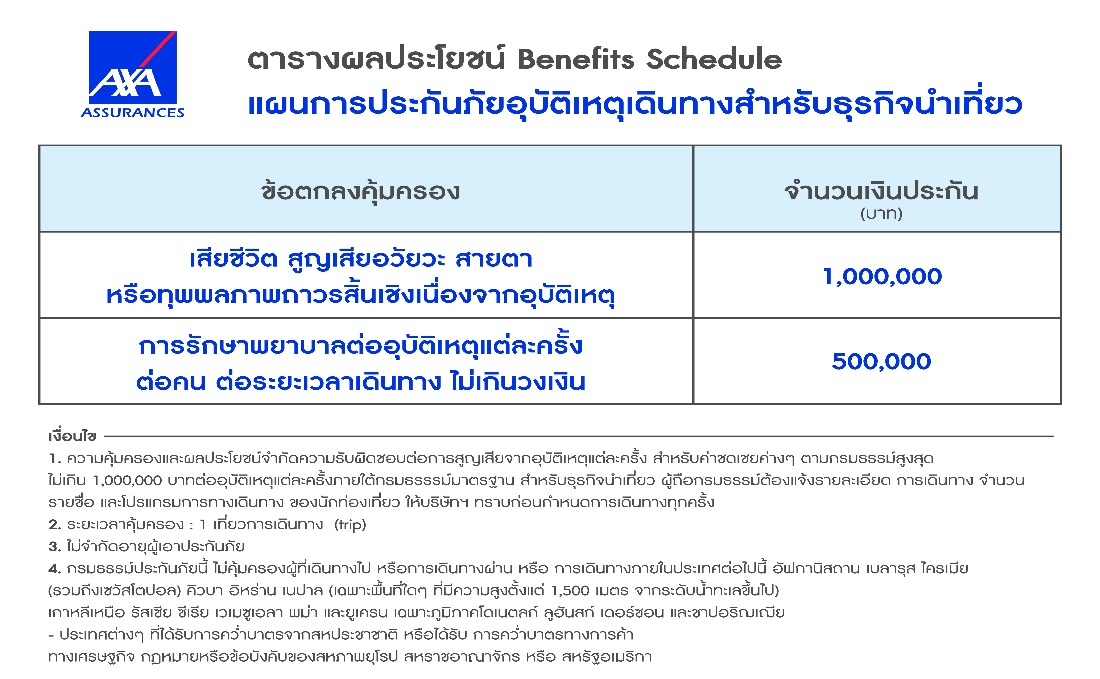 AXA
ASSURANCES
ตารางผลประโยชน์ Benefits Schedule
แผนการประกันภัยอุบัติเหตุเดินทางสำหรับธุรกิจนำเที่ยว
ข้อตกลงคุ้มครอง
จำนวนเงินประกัน
(บาท)
เสียชีวิต สูญเสียอวัยวะ สายตา
หรือทุพพลภาพถาวรสิ้นเชิงเนื่องจากอุบัติเหตุ
1,000,000
การรักษาพยาบาลต่ออุบัติเหตุแต่ละครั้ง
ต่อคน ต่อระยะเวลาเดินทาง ไม่เกินวงเงิน
500,000
เงื่อนไข
1. ความคุ้มครองและผลประโยชน์จำกัดความรับผิดชอบต่อการสูญเสียจากอุบัติเหตุแต่ละครั้ง สำหรับค่าชดเชยค่างๆ ตามกรมธรรม์สูงสุด
ไม่เกิน 1,000,000 บาทต่ออุบัติเหตุแต่ละครั้งภายใต้กรมธรรรม์มาตรฐาน สำหรับธุรกิจนำเที่ยว ผู้ถือกรมธรรม์ต้องแจ้งรายละเอียด การเดินทาง จำนวน
รายชื่อ และโปรแกรมการทางเดินทาง ของนักท่องเที่ยว ให้บริษัทฯ ทราบก่อนกำหนดการเดินทางทุกครั้ง
2. ระยะเวลาคุ้มครอง : 1 เที่ยวการเดินทาง (trip)
3. ไม่จำกัดอายุผู้เอาประกันภัย
4. กรมธรรม์ประกันภัยนี้ ไม่คุ้มครองผู้ที่เดินทางไป หรือการเดินทางผ่าน หรือ การเดินทางภายในประเทศต่อไปนี้ อัฟกานิสถาน เบลารุส ไครเมีย
(รวมถึงเซวัสโตปอล) คิวบา อิหร่าน เนปาล (เฉพาะพื้นที่ใดๆ ที่มีความสูงตั้งแต่ 1,500 เมตร จากระดับน้ำทะเลขึ้นไป)
เกาหลีเหนือ รัสเซีย ซีเรีย เวเนซูเอลา พม่า และยูเครน เฉพาะภูมิภาคโดเนตสก์ ลูฮันสก์ เคอร์ซอน และซาปอริฌเฌีย
- ประเทศต่างๆ ที่ได้รับการคว่ำบาตรจากสหประชาชาติ หรือได้รับ การคว่ำบาตรทางการค้า
ทางเศรษฐกิจ กฎหมายหรือข้อบังคับของสหภาพยุโรป สหราชอาณาจักร หรือ สหรัฐอเมริกา